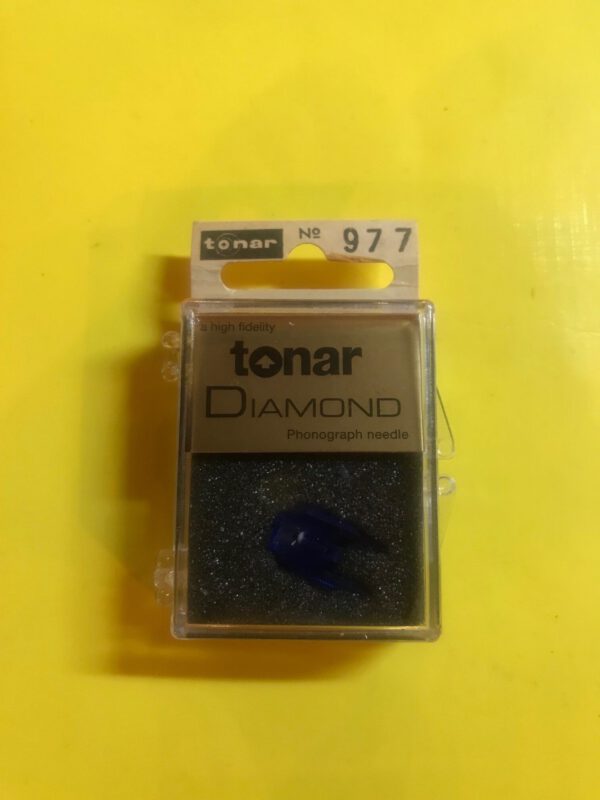 tonar Nº 977
a high fidelity
tonar
DIAMOND
Phonograph needle